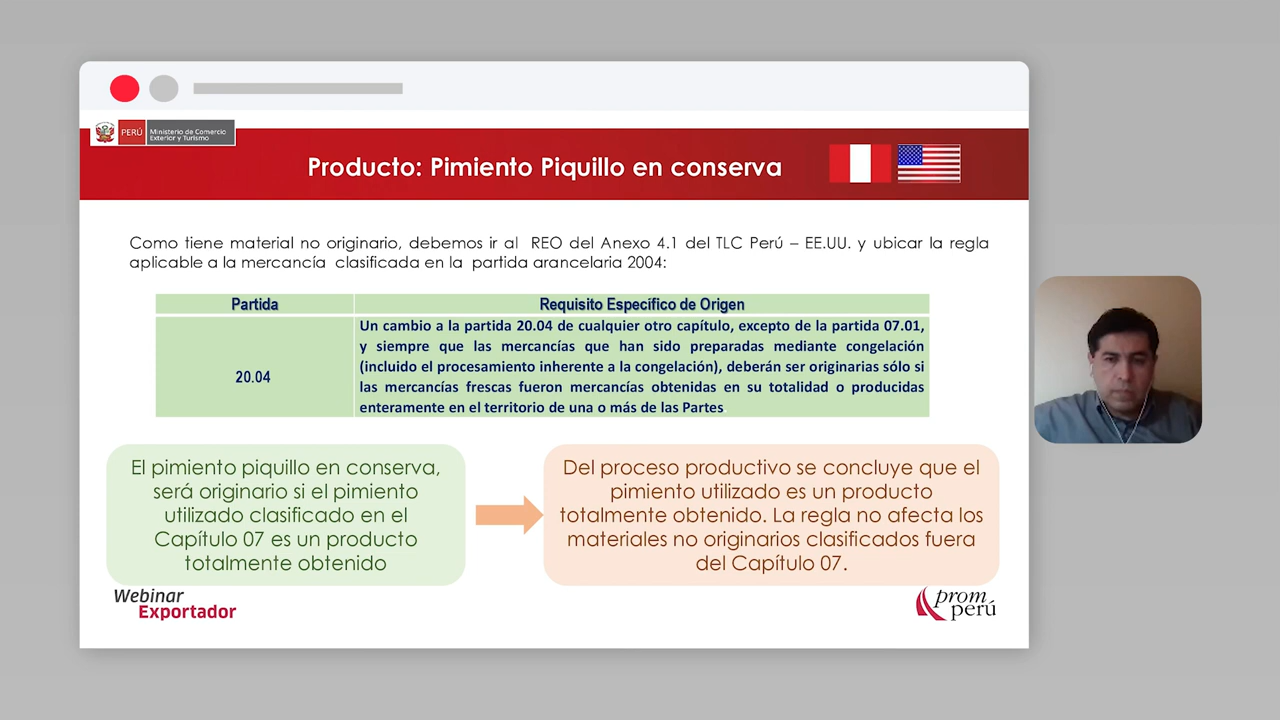 PERÚ
Ministerio de Comercio
Exterior y Turismo
Producto: Pimiento Piquillo en conserva
Como tiene material no originario, debemos ir al REO del Anexo 4.1 del TLC Perú – EE.UU. y ubicar la regla
aplicable a la mercancía clasificada en la partida arancelaria 2004:
Partida
Requisito Específico de Origen
20.04
Un cambio a la partida 20.04 de cualquier otro capítulo, excepto de la partida 07.01,
y siempre que las mercancías que han sido preparadas mediante congelación
(incluido el procesamiento inherente a la congelación), deberán ser originarias sólo si
las mercancías frescas fueron mercancías obtenidas en su totalidad o producidas
enteramente en el territorio de una o más de las Partes
El pimiento piquillo en conserva,
será originario si el pimiento
utilizado clasificado en el
Capítulo 07 es un producto
totalmente obtenido
Del proceso productivo se concluye que el
pimiento utilizado es un producto
totalmente obtenido. La regla no afecta los
materiales no originarios clasificados fuera
del Capítulo 07.
Webinar
Exportador
prom
perú